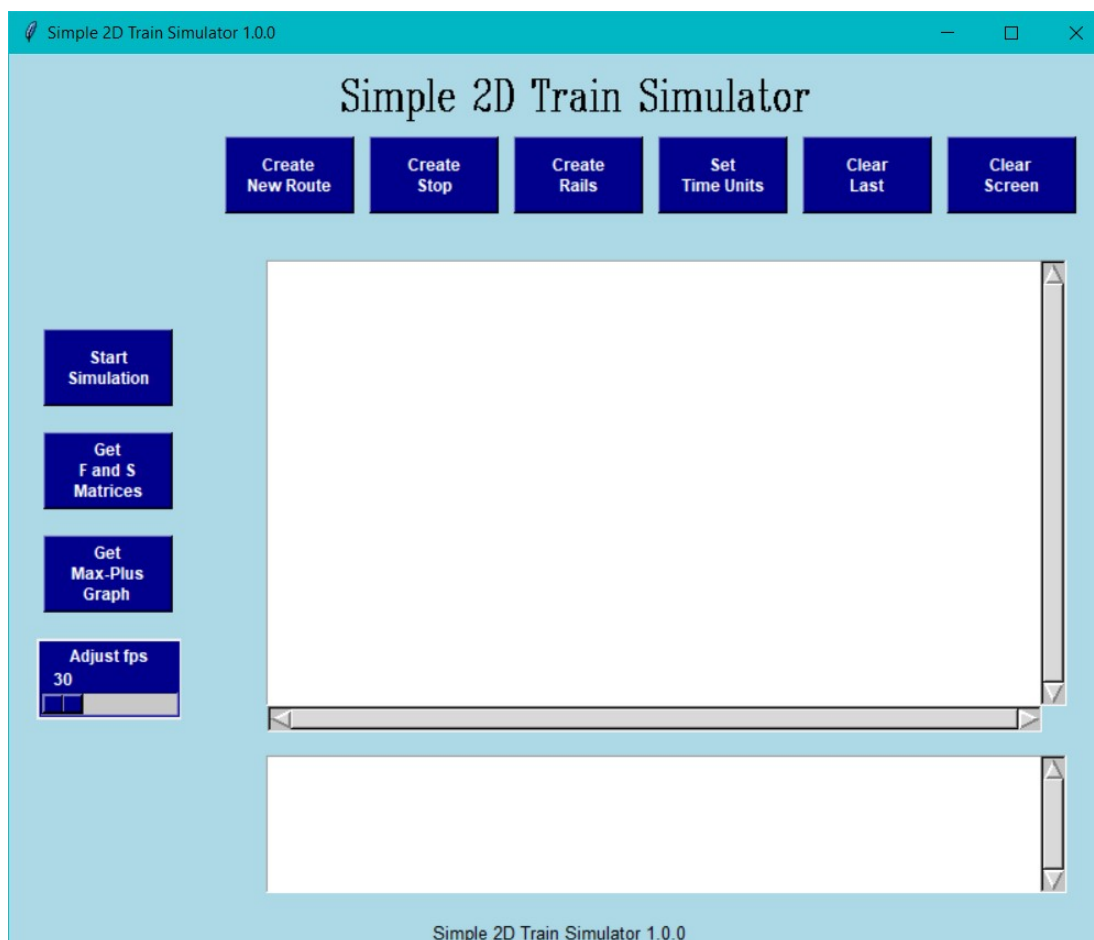 Simple 2D Train Simulator 1.0.0
Simple 2D Train Simulator
Create
New Route
Create
Stop
Create
Rails
Set
Time Units
Clear
Last
Clear
Screen
Start
Simulation
Get
F and S
Matrices
Get
Max-Plus
Graph
Adjust fps
30
Simple 2D Train Simulator 1.0.0